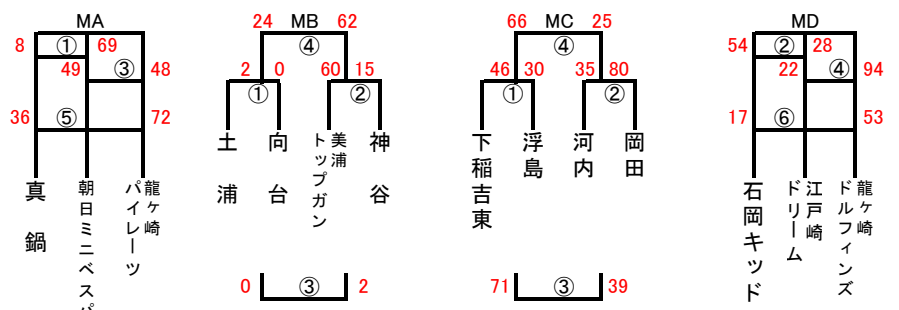 MA
MB
MC
MD
24
62
66
25
8
①
69
④
④
54
②
28
49
③
48
2
0
60
15
46
30
35
80
22
④
94
①
②
①
②
36
⑤
72
17
⑥
53
真鍋
朝日ミニベスパ
龍ヶ崎
パイレーツ
土浦
向台
美浦
トップガン
神谷
下稲吉東
浮島
河内
岡田
石岡キッド
江戸崎
ドリーム
龍ヶ崎
ドルフィンズ
0
③
2
71
③
39